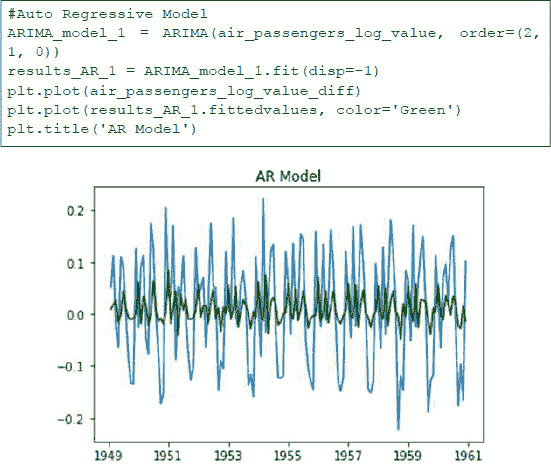 #Auto Regressive Model
ARIMA_model_1 = ARIMA(air_passengers_log_value, order=(2,
1, 0))
results_AR_1 = ARIMA_model_1.fit(disp=-1)
plt.plot(air_passengers_log_value_diff)
plt.plot(results_AR_1.fittedvalues, color='Green')
plt.title('AR Model')
AR Model
0.2
0.1
0.0
-0.1
-0.2
1949 1951 1953 1955 1957 1959 1961